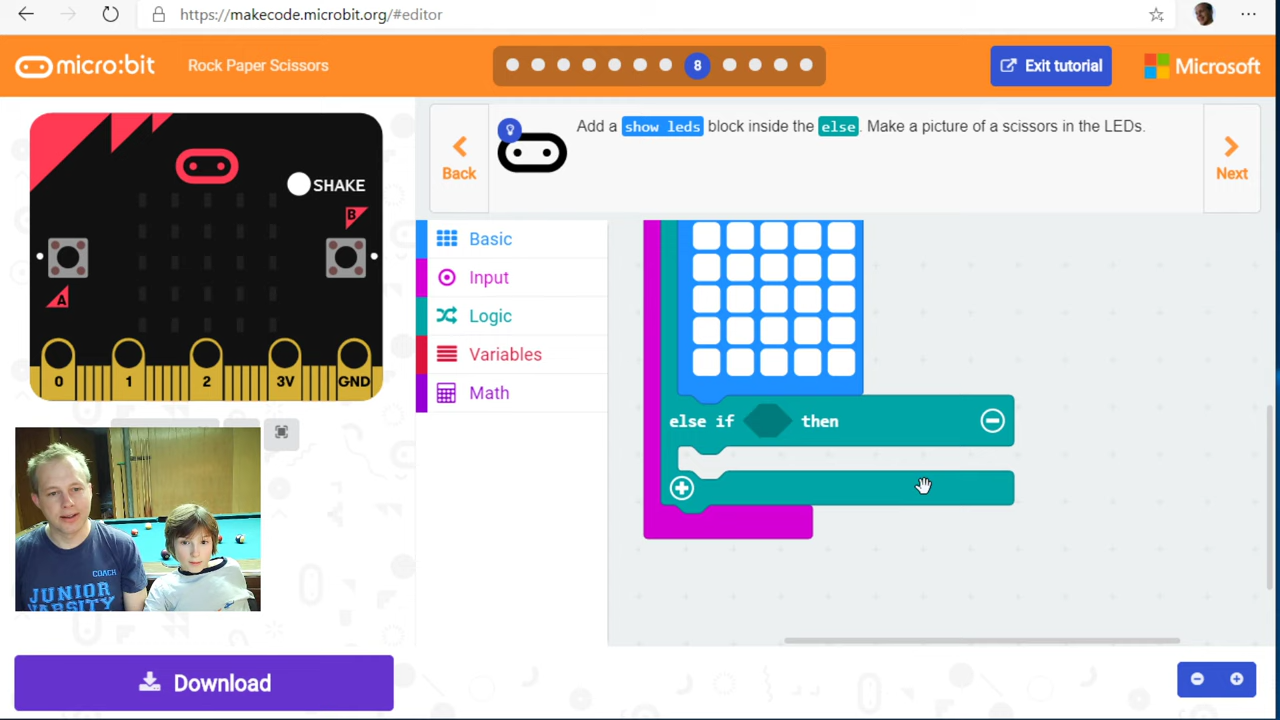 https://makecode.microbit.org/#editor
micro:bit
Rock Paper Scissors
8
Exit tutorial
Microsoft
Back
Add a show leds block inside the else. Make a picture of a scissors in the LEDs.
Next
SHAKE
B
A
0 1 2 3V GND
Basic
Input
Logic
Variables
Math
else if then
COACH
JUNIOR
VARSITY
Download